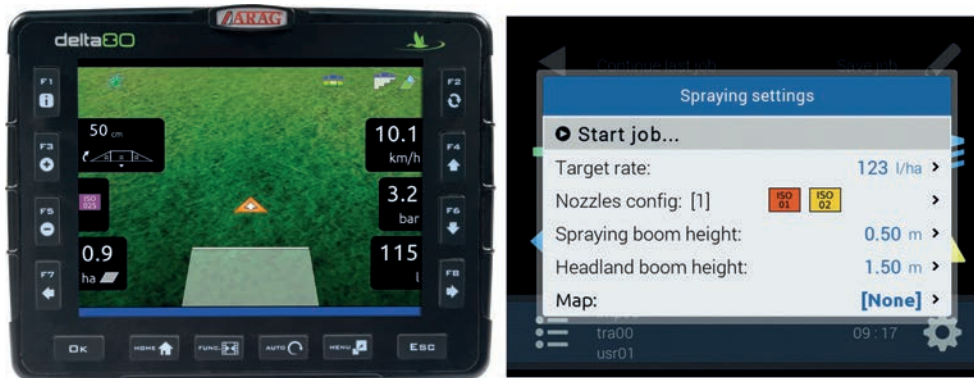 ARAG
delta80
F1
F2
50 cm
10.1
km/h
F3
F4
ISO
025
3.2
bar
F5
F6
0.9
ha
115
l
F7
F8
OK
HOME
FUNC.
AUTO
MENU
ESC
Continue last job
Save job
Spraying settings
Start job...
Target rate:
123 l/ha
Nozzles config: [1]
ISO
01
ISO
02
Spraying boom height:
0.50 m
Headland boom height:
1.50 m
Map:
[None]
tra00
09:17
usr01